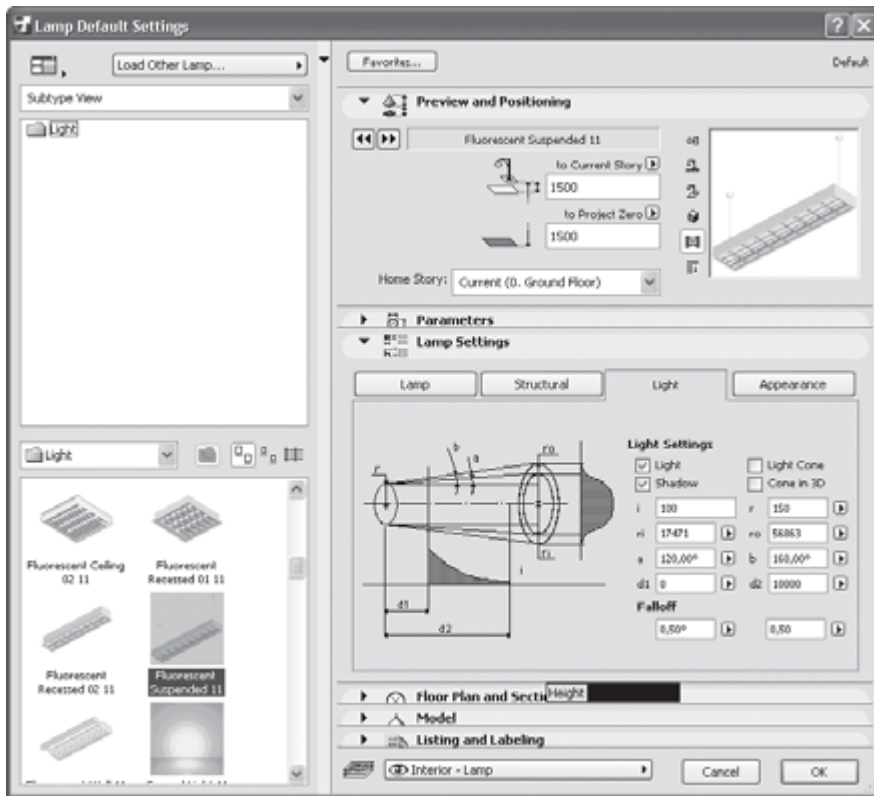 Lamp Default Settings
Load Other Lamp...
Subtype View
Light
Light
Fluorescent Ceiling 02 11
Fluorescent Recessed 01 11
Fluorescent Recessed 02 11
Fluorescent Suspended 11
Favorites...
Default
Preview and Positioning
Fluorescent Suspended 11
to Current Story
1500
to Project Zero
1500
Home Story:
Current (0. Ground Floor)
Parameters
Lamp Settings
Lamp
Structural
Light
Appearance
b
a
ro
r
ri
i
d1
d2
Light Settings
Light
Light Cone
Shadow
Cone in 3D
i 100 r 150
ri 17471 ro 56863
a 120,00° b 160,00°
d1 0 d2 10000
Falloff
0,50° 0,50
Floor Plan and Secti
Height
Model
Listing and Labeling
Interior - Lamp
Cancel
OK